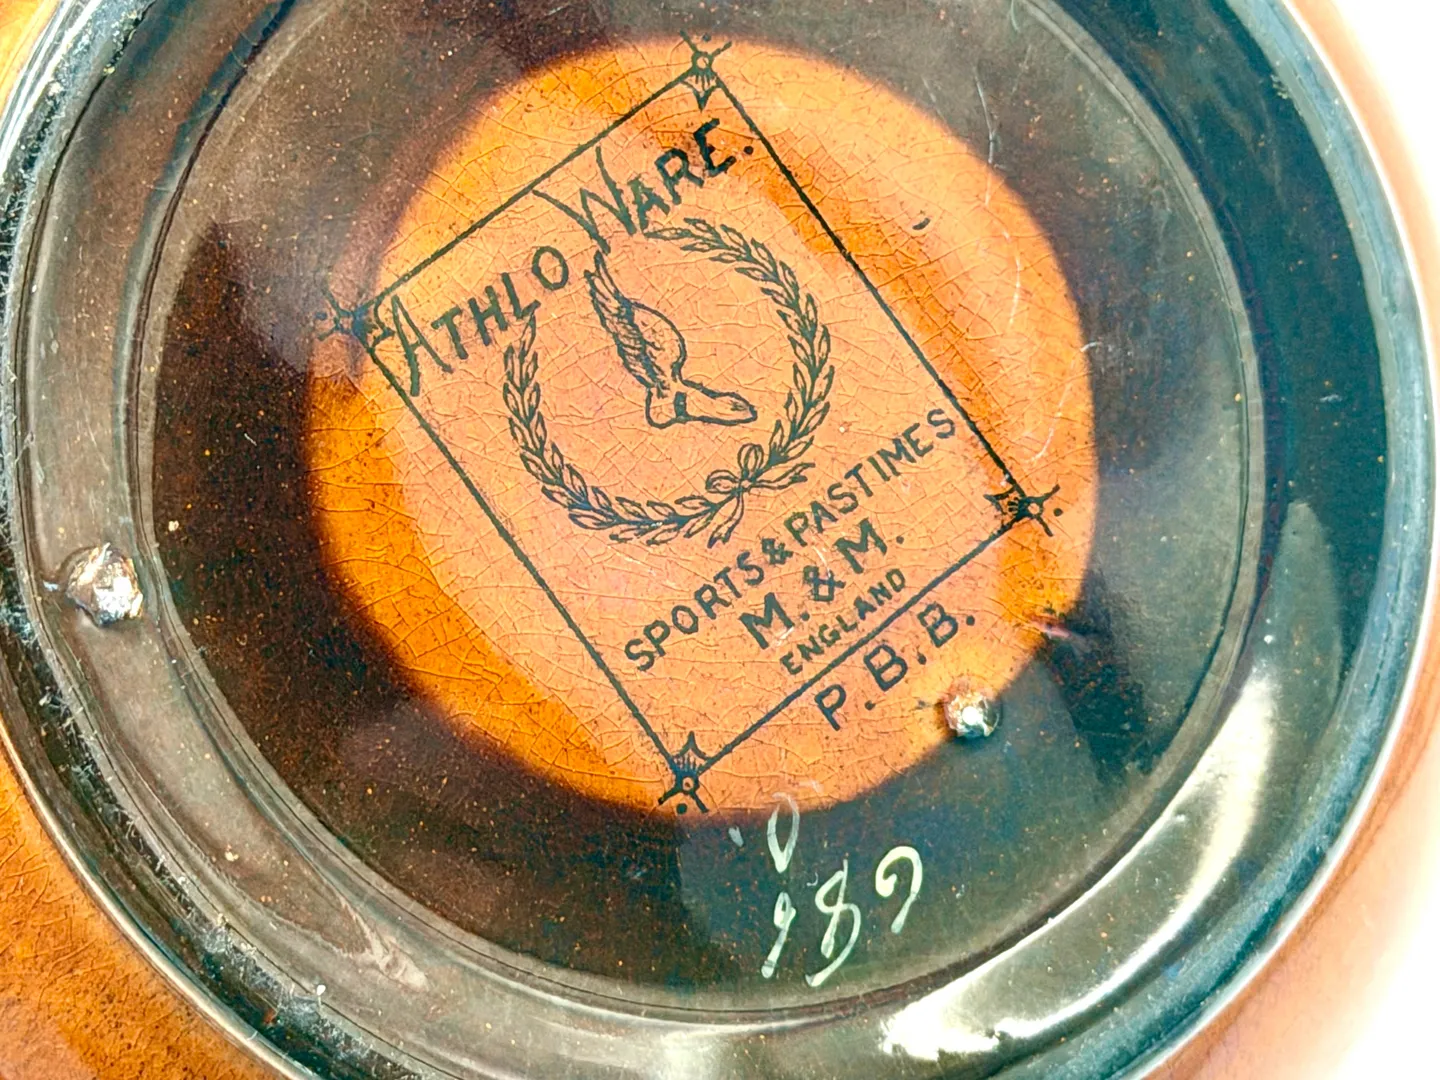 ATHLO WARE.
SPORTS & PASTIMES
M. & M.
ENGLAND
P. B. B.